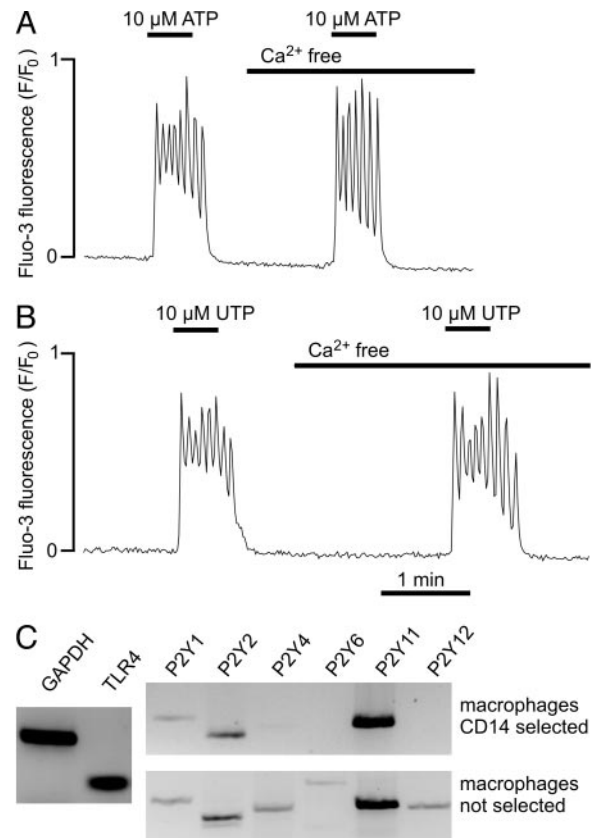 A
10 µM ATP 10 µM ATP
Ca²⁺ free
1
Fluo-3 fluorescence (F/F₀)
0
B
10 µM UTP 10 µM UTP
Ca²⁺ free
1
Fluo-3 fluorescence (F/F₀)
0
1 min
C
GAPDH TLR4 P2Y1 P2Y2 P2Y4 P2Y6 P2Y11 P2Y12
macrophages
CD14 selected
macrophages
not selected